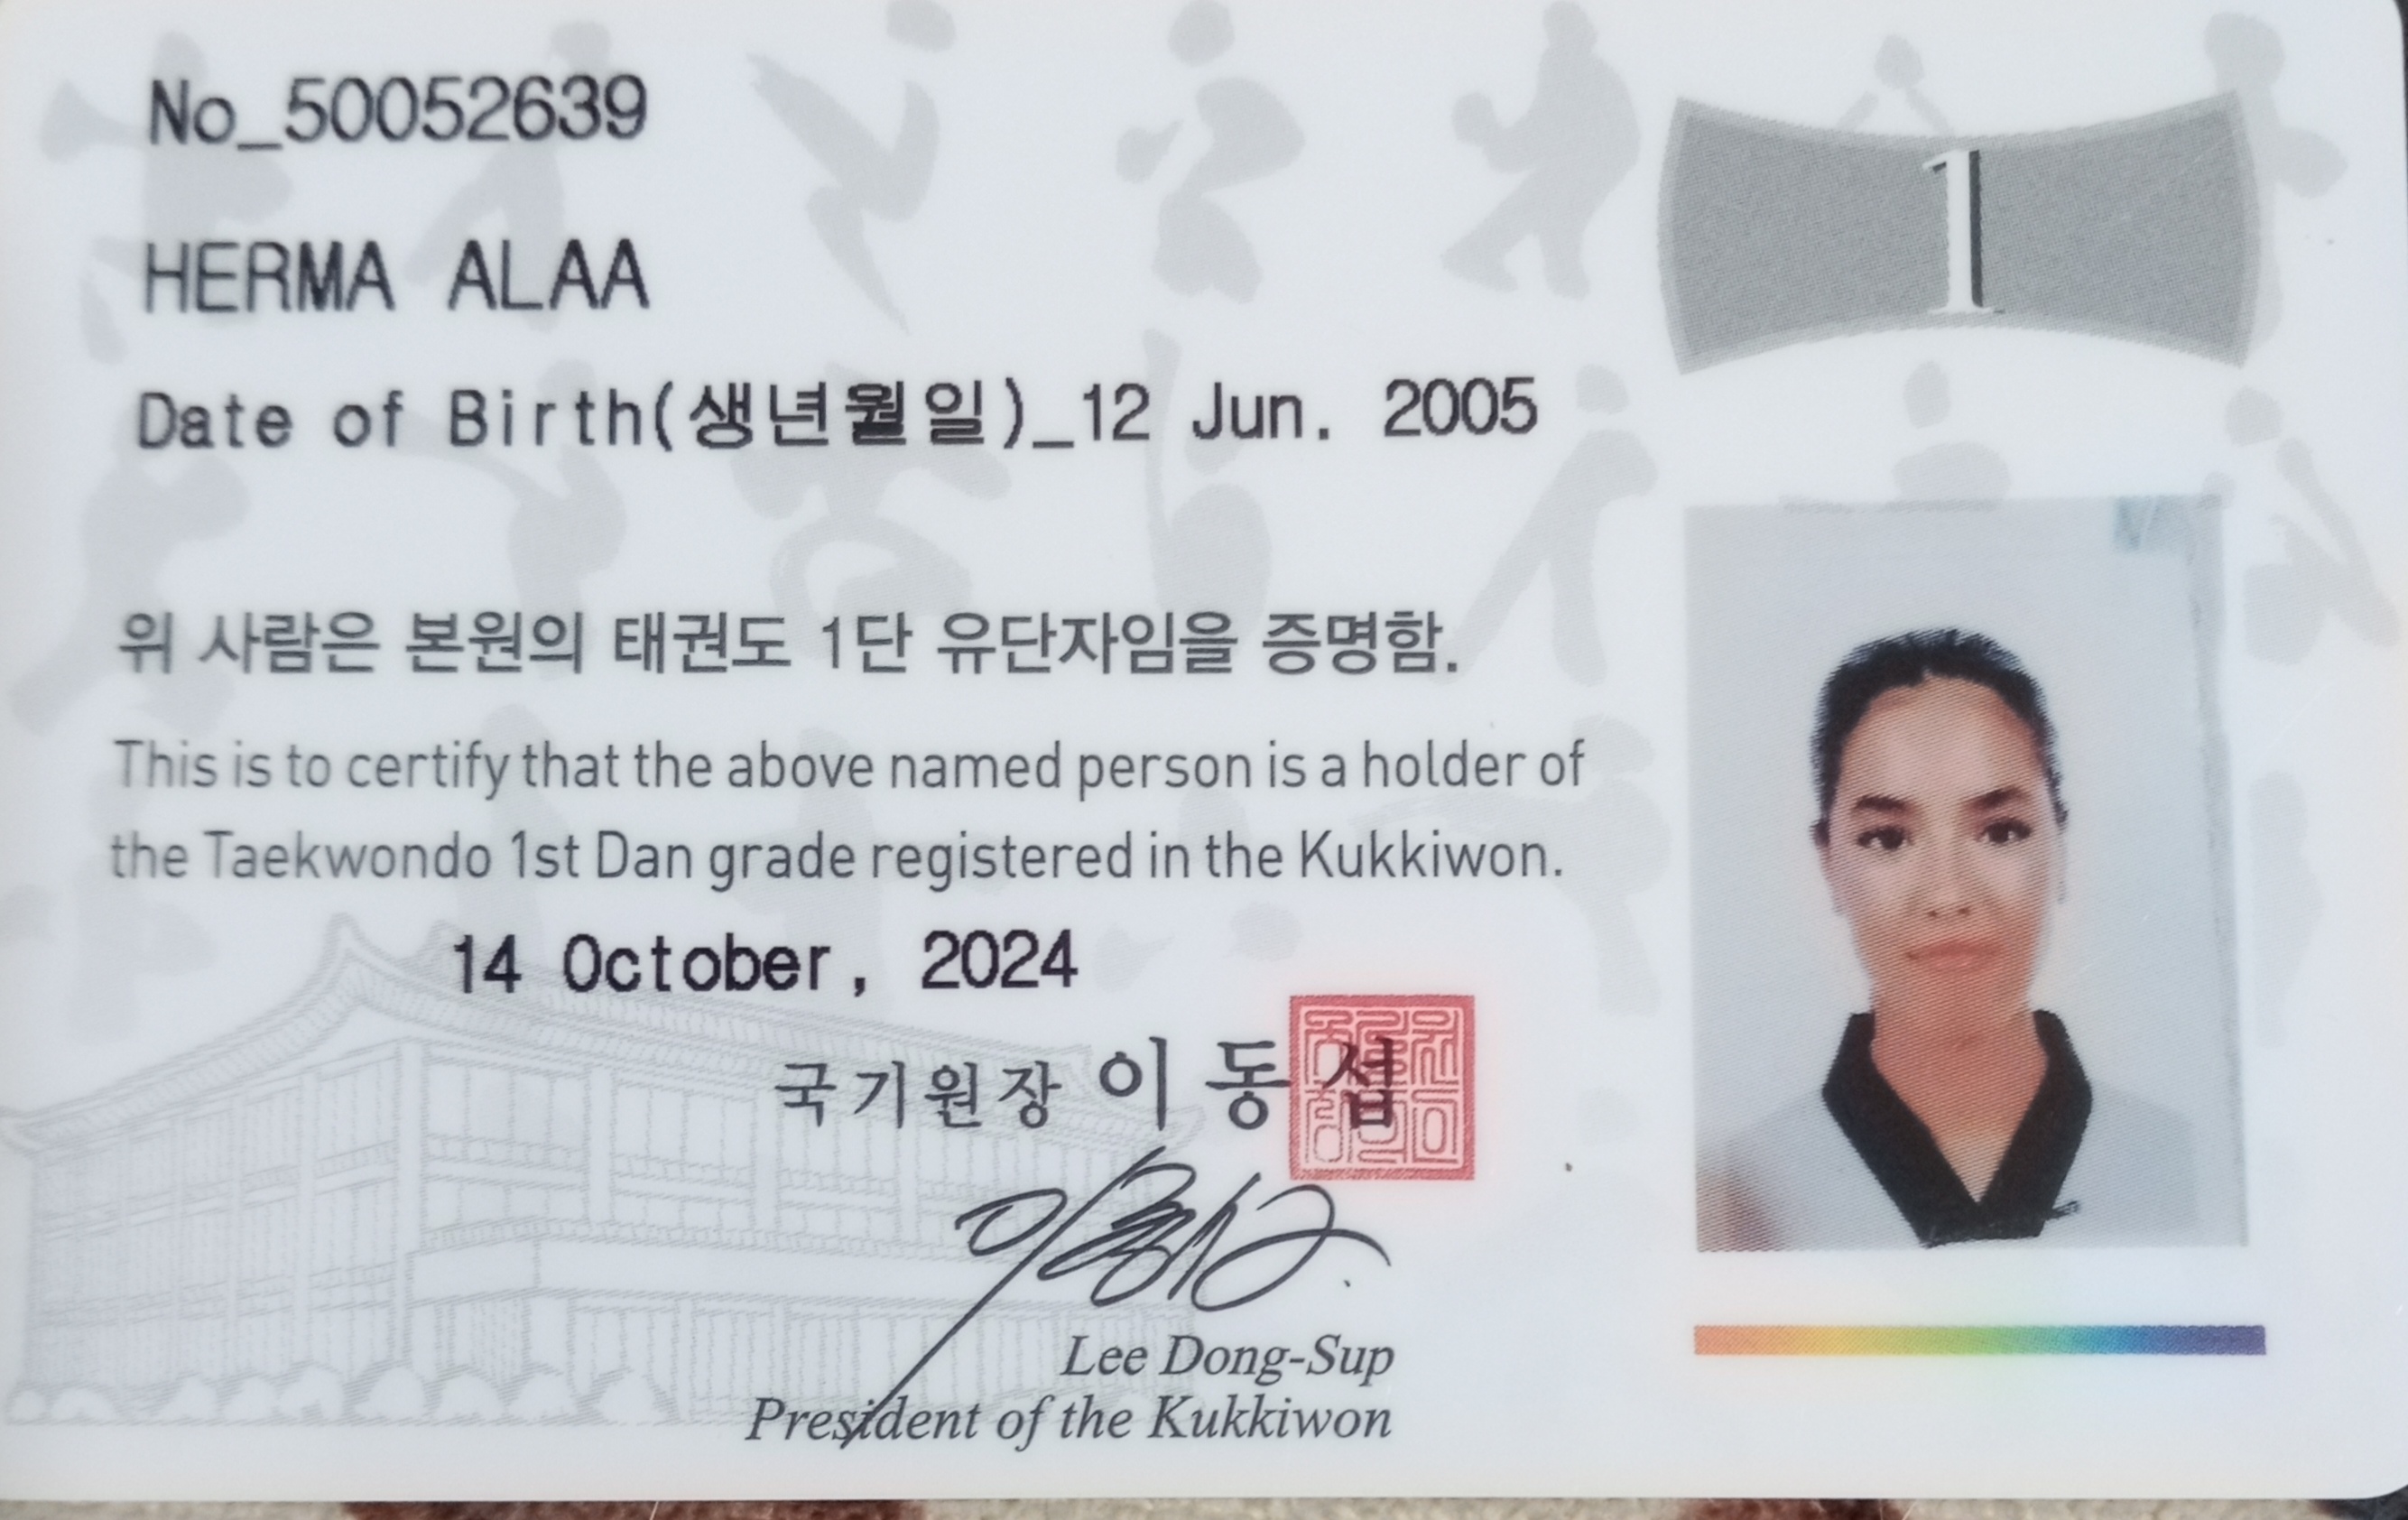 No_50052639
1
HERMA ALAA
Date of Birth(생년월일)_12 Jun. 2005
위 사람은 본원의 태권도 1단 유단자임을 증명함.
This is to certify that the above named person is a holder of
the Taekwondo 1st Dan grade registered in the Kukkiwon.
14 October, 2024
국기원장 이동섭
Lee Dong-Sup
President of the Kukkiwon